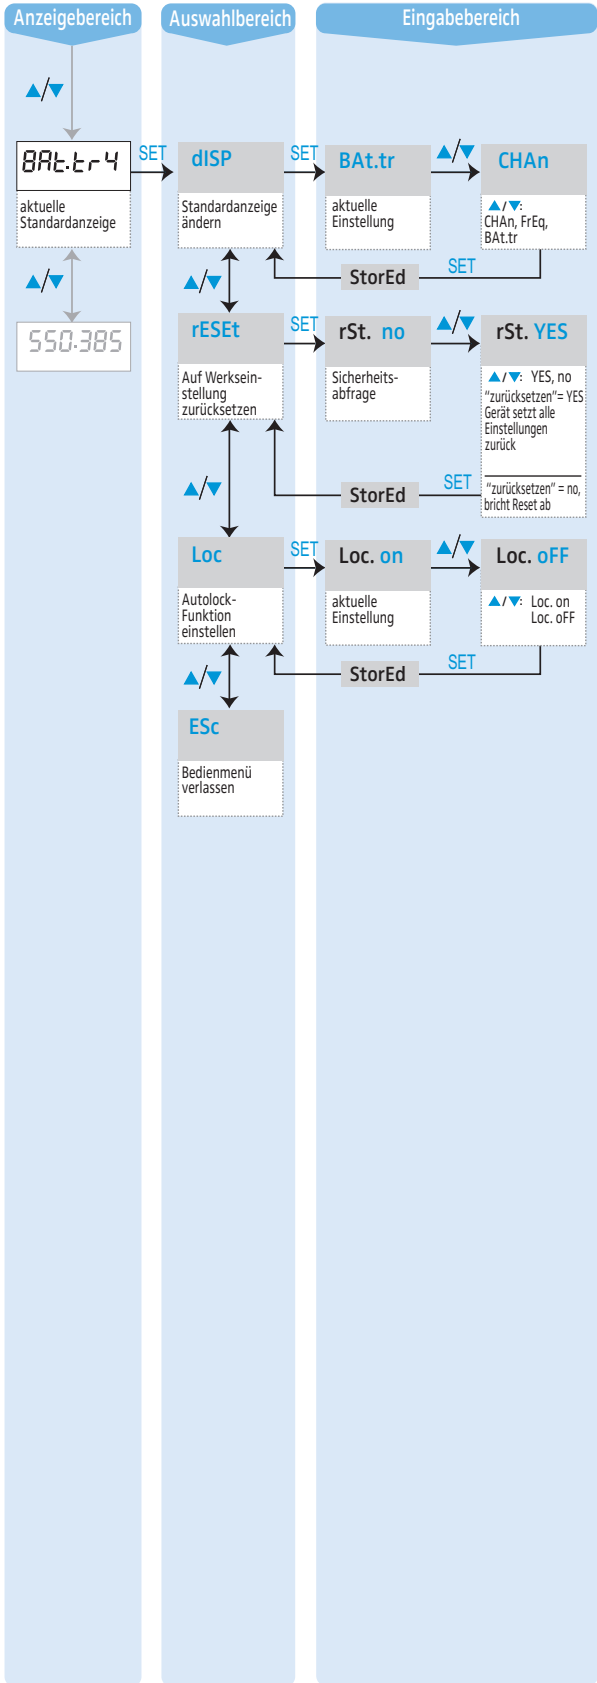 Anzeigebereich
Auswahlbereich
Eingabebereich
▲/▼
BAt.tr4
SET
dISP
SET
BAt.tr
▲/▼
CHAn
aktuelle
Standardanzeige
Standardanzeige
ändern
aktuelle
Einstellung
▲/▼:
CHAn, FrEq,
BAt.tr
▲/▼
▲/▼
StorEd
SET
550.385
rESEt
SET
rSt. no
▲/▼
rSt. YES
Auf Werksein-
stellung
zurücksetzen
Sicherheits-
abfrage
▲/▼: YES, no
“zurücksetzen”= YES
Gerät setzt alle
Einstellungen
zurück
“zurücksetzen” = no,
bricht Reset ab
▲/▼
StorEd
SET
Loc
SET
Loc. on
▲/▼
Loc. oFF
Autolock-
Funktion
einstellen
aktuelle
Einstellung
▲/▼: Loc. on
Loc. oFF
▲/▼
StorEd
SET
ESc
Bedienmenü
verlassen